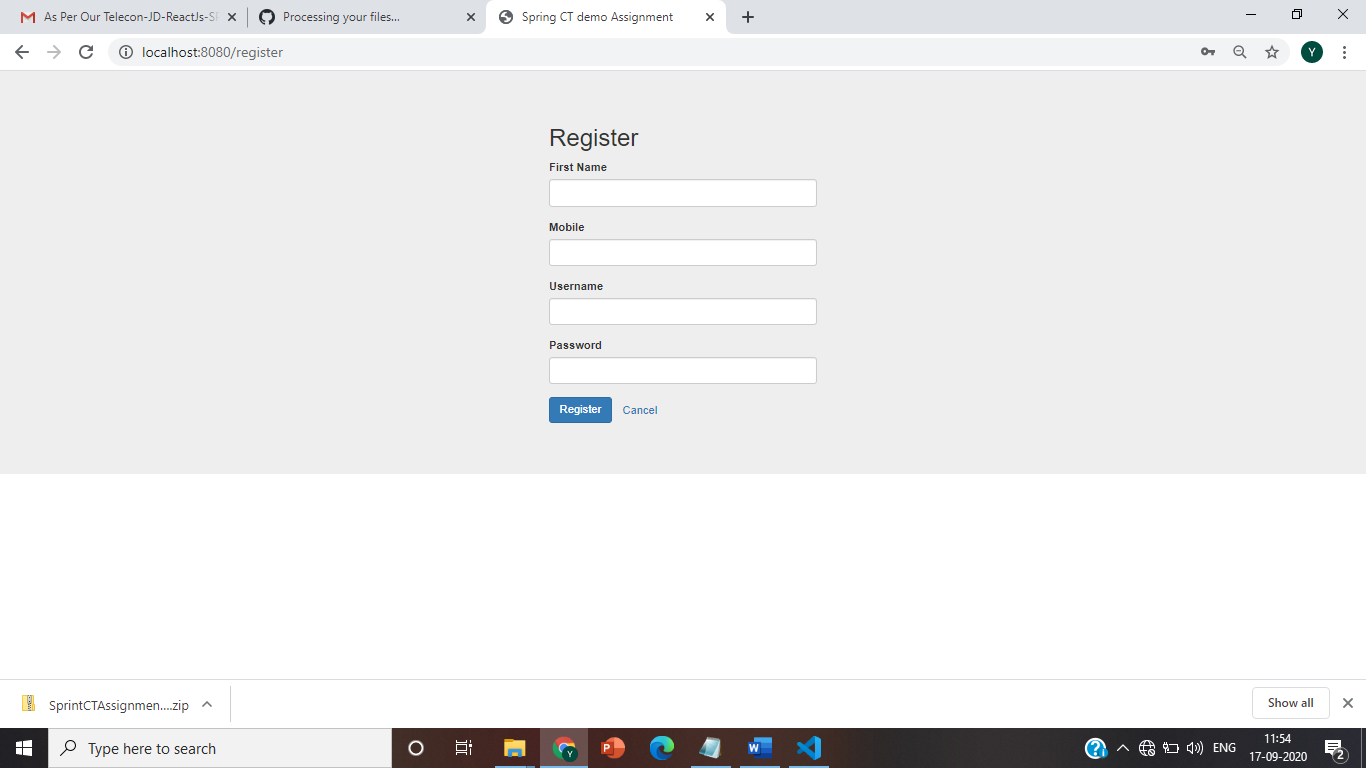 As Per Our Telecon-JD-ReactJs-SP
Processing your files...
Spring CT demo Assignment
localhost:8080/register
Y
Register
First Name
Mobile
Username
Password
Register Cancel
SprintCTAssignmen....zip
Show all
Type here to search
ENG
11:54
17-09-2020
2